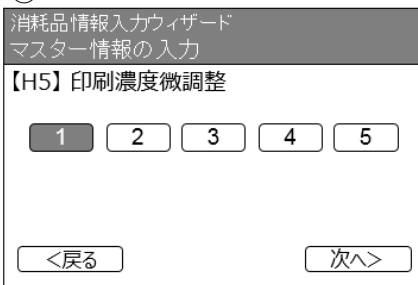 消耗品情報入力ウィザード
マスター情報の入力
【H5】印刷濃度微調整
1 2 3 4 5
<戻る 次へ>